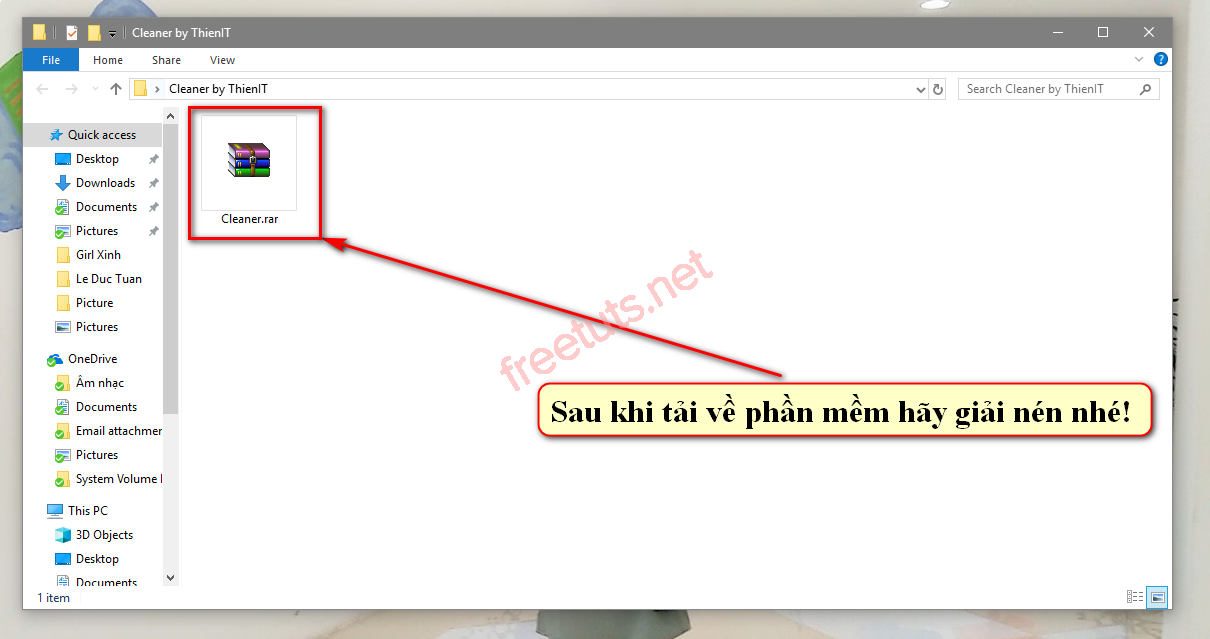 Cleaner by ThienIT
File
Home
Share
View
Cleaner by ThienIT
Search Cleaner by ThienIT
Quick access
Desktop
Downloads
Documents
Pictures
Girl Xinh
Le Duc Tuan
Picture
Pictures
OneDrive
Âm nhạc
Documents
Email attachmer
Pictures
System Volume I
This PC
3D Objects
Desktop
Documents
1 item
Cleaner.rar
freetuts.net
Sau khi tải về phần mềm hãy giải nén nhé!